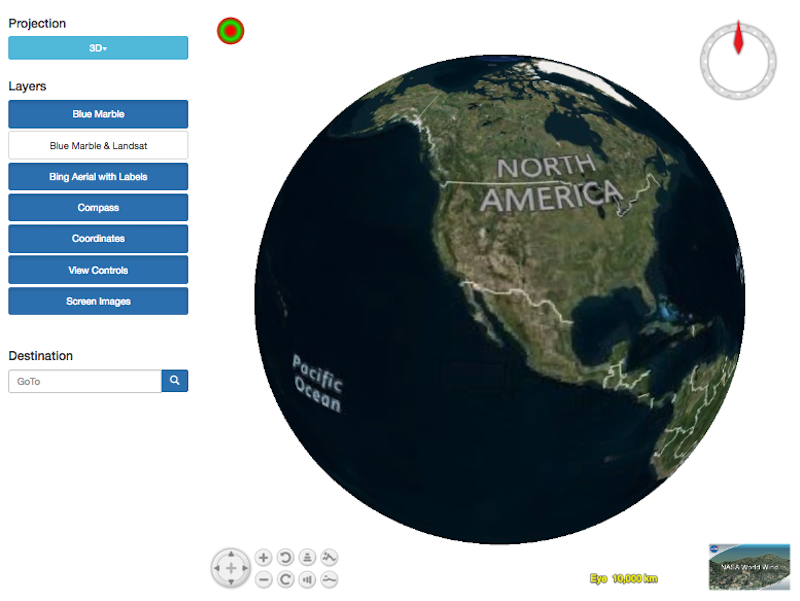 Projection
3D
Layers
Blue Marble
Blue Marble & Landsat
Bing Aerial with Labels
Compass
Coordinates
View Controls
Screen Images
Destination
GoTo
NORTH
AMERICA
Pacific
Ocean
Eye 10,000 km
NASA World Wind